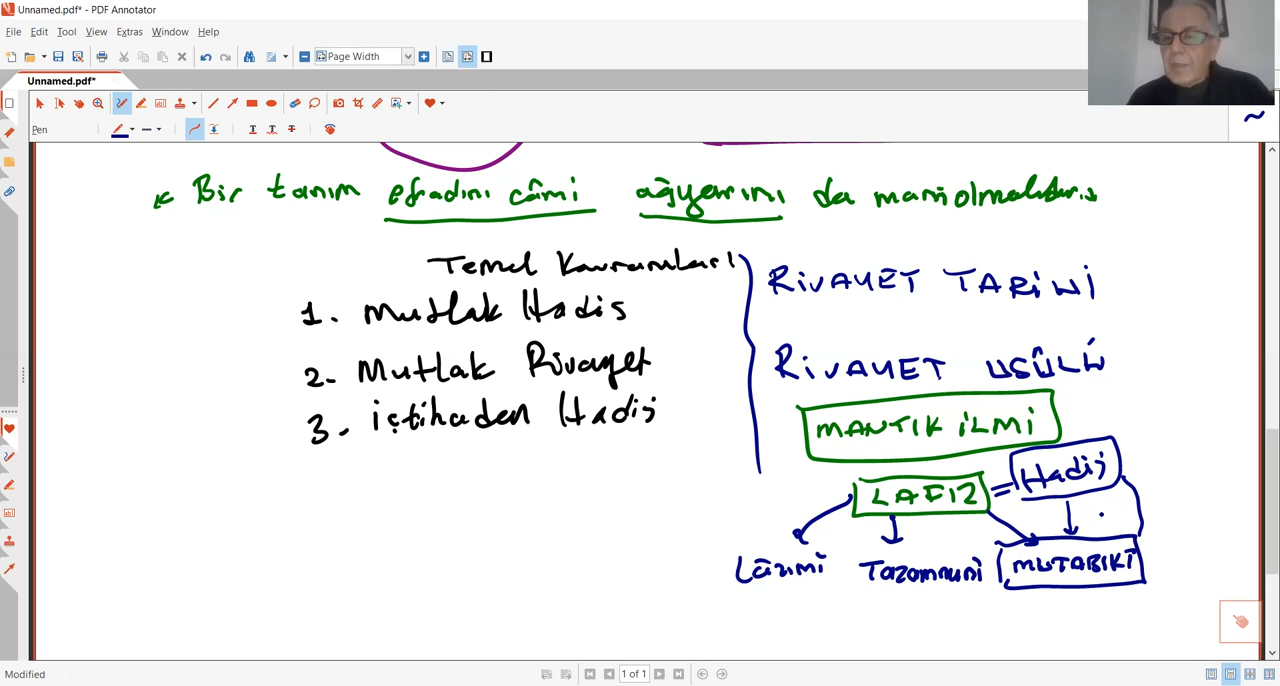 Unnamed.pdf* - PDF Annotator
File Edit Tool View Extras Window Help
Page Width
Unnamed.pdf*
Pen
Bir tanım efradını câmi ağyarını da mani olmalıdır.
Temel Kavramları
1. Mutlak Hadis
2- Mutlak Rivayet
3. içtihaden Hadis
RİVAYET TARİHİ
RİVAYET USÛLÜ
MANTIK İLMİ
LAFIZ = Hadis
Lâzımi Tazammuni MUTABIKÎ
Modified
1 of 1